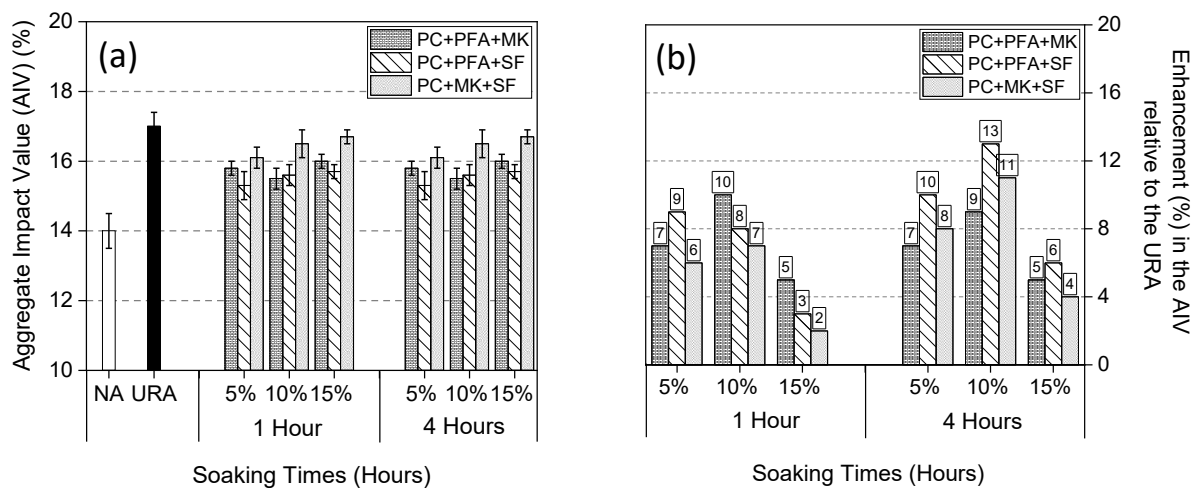 (a)
PC+PFA+MK
PC+PFA+SF
PC+MK+SF
Aggregate Impact Value (AIV) (%)
20
18
16
14
12
10
NA URA
5% 10% 15%
5% 10% 15%
1 Hour
4 Hours
Soaking Times (Hours)
(b)
PC+PFA+MK
PC+PFA+SF
PC+MK+SF
7 9 6
10 8 7
5 3 2
7 10 8
9 13 11
5 6 4
5% 10% 15%
5% 10% 15%
1 Hour
4 Hours
Soaking Times (Hours)
20
16
12
8
4
0
Enhancement (%) in the AIV
relative to the URA